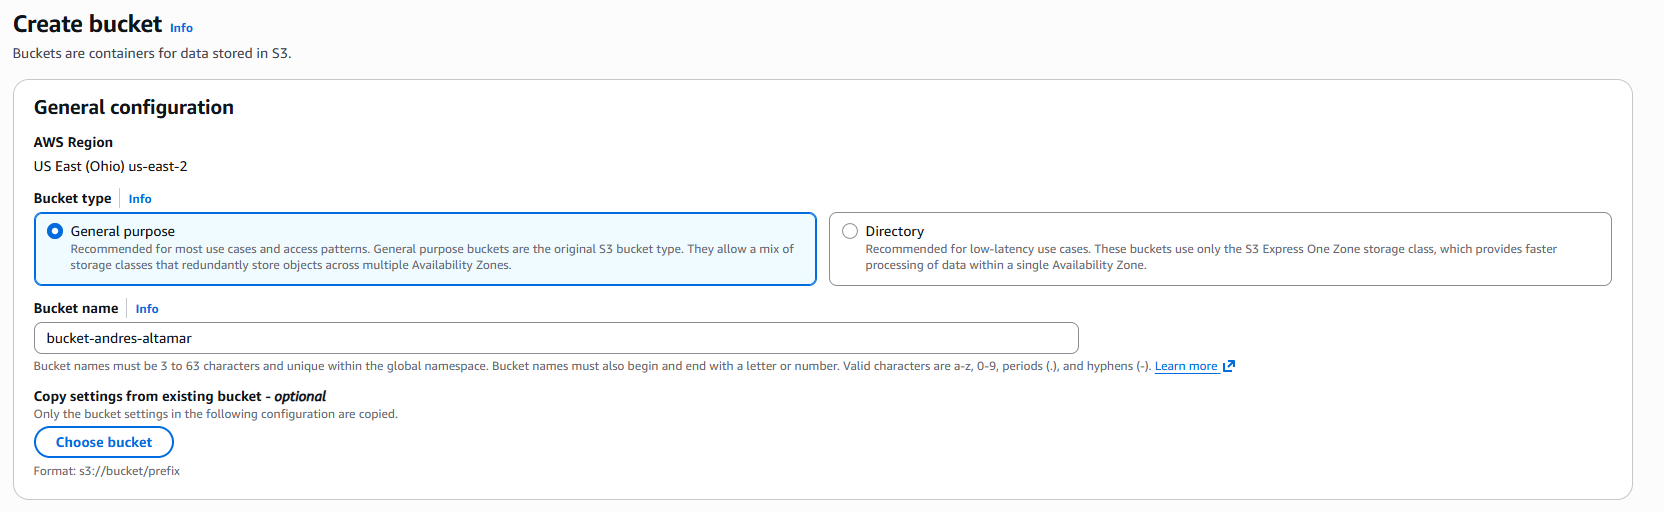 Create bucket Info
Buckets are containers for data stored in S3.
General configuration
AWS Region
US East (Ohio) us-east-2
Bucket type Info
General purpose
Recommended for most use cases and access patterns. General purpose buckets are the original S3 bucket type. They allow a mix of
storage classes that redundantly store objects across multiple Availability Zones.
Directory
Recommended for low-latency use cases. These buckets use only the S3 Express One Zone storage class, which provides faster
processing of data within a single Availability Zone.
Bucket name Info
bucket-andres-altamar
Bucket names must be 3 to 63 characters and unique within the global namespace. Bucket names must also begin and end with a letter or number. Valid characters are a-z, 0-9, periods (.), and hyphens (-). Learn more
Copy settings from existing bucket - optional
Only the bucket settings in the following configuration are copied.
Choose bucket
Format: s3://bucket/prefix